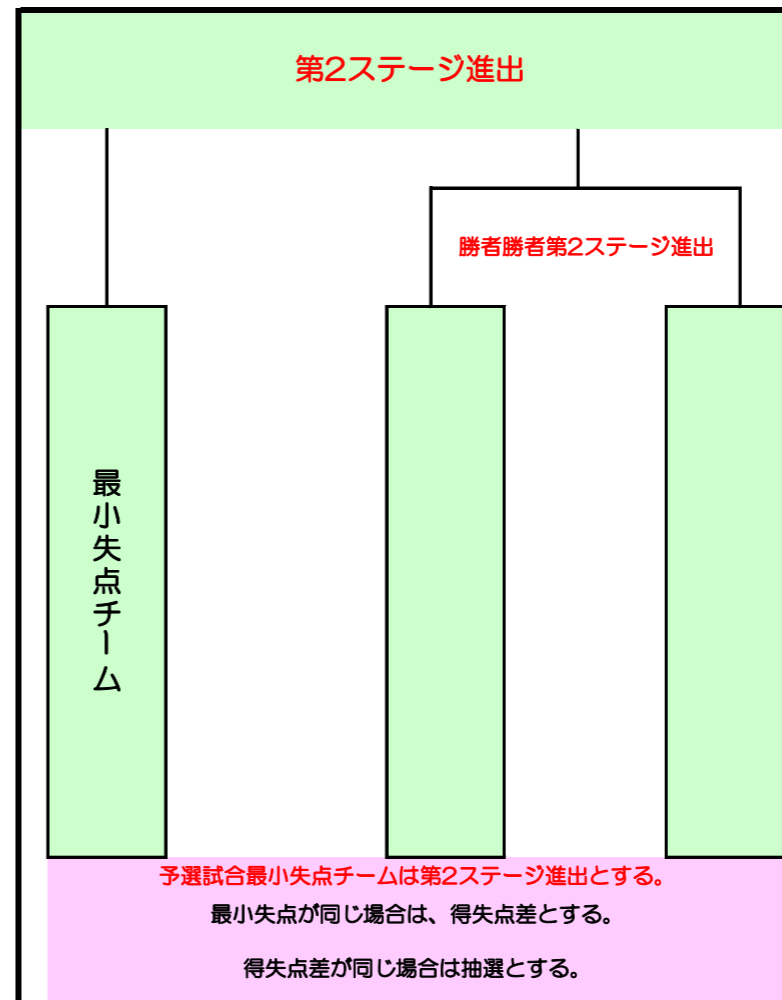 第2ステージ進出
勝者勝者第2ステージ進出
最小失点チーム
予選試合最小失点チームは第2ステージ進出とする。
最小失点が同じ場合は、得失点差とする。
得失点差が同じ場合は抽選とする。